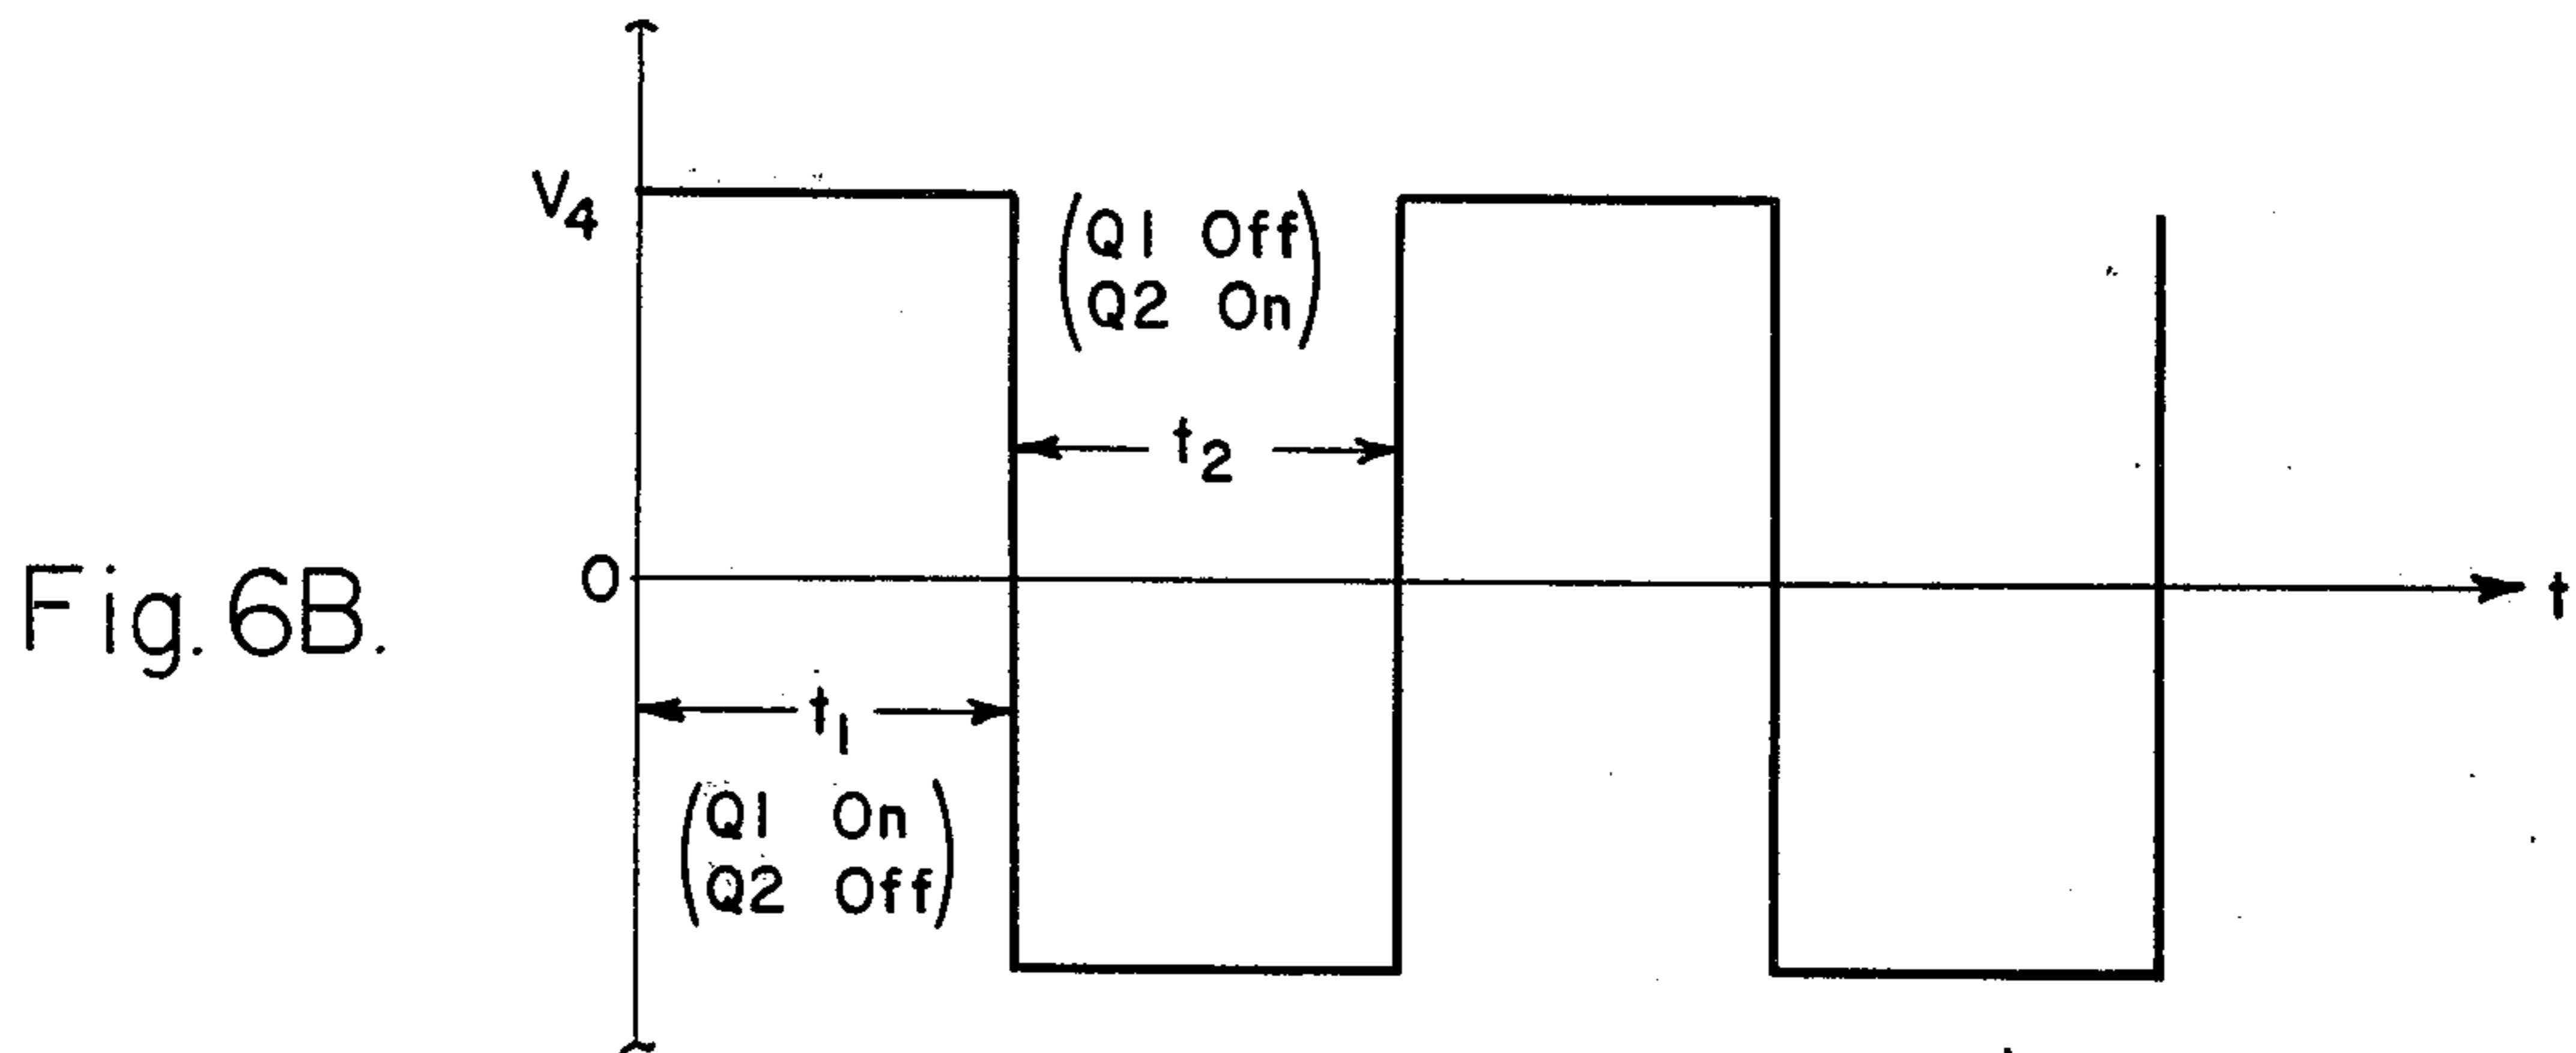 V4
(Q1 Off
Q2 On)
t2
0
t
Fig. 6B.
t1
(Q1 On
Q2 Off)